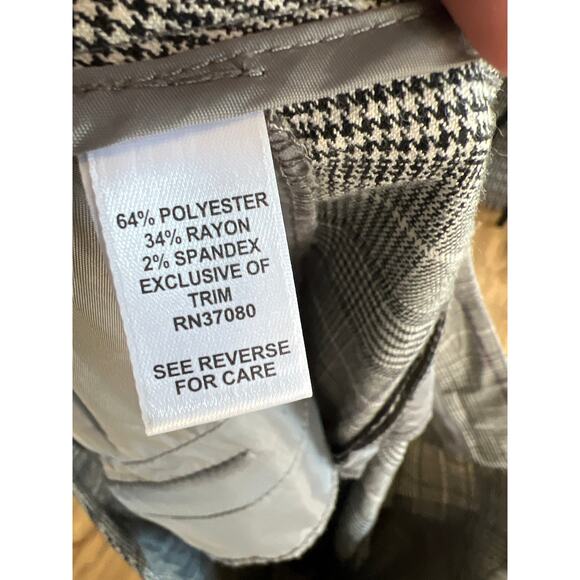 64% POLYESTER
34% RAYON
2% SPANDEX
EXCLUSIVE OF
TRIM
RN37080
SEE REVERSE
FOR CARE